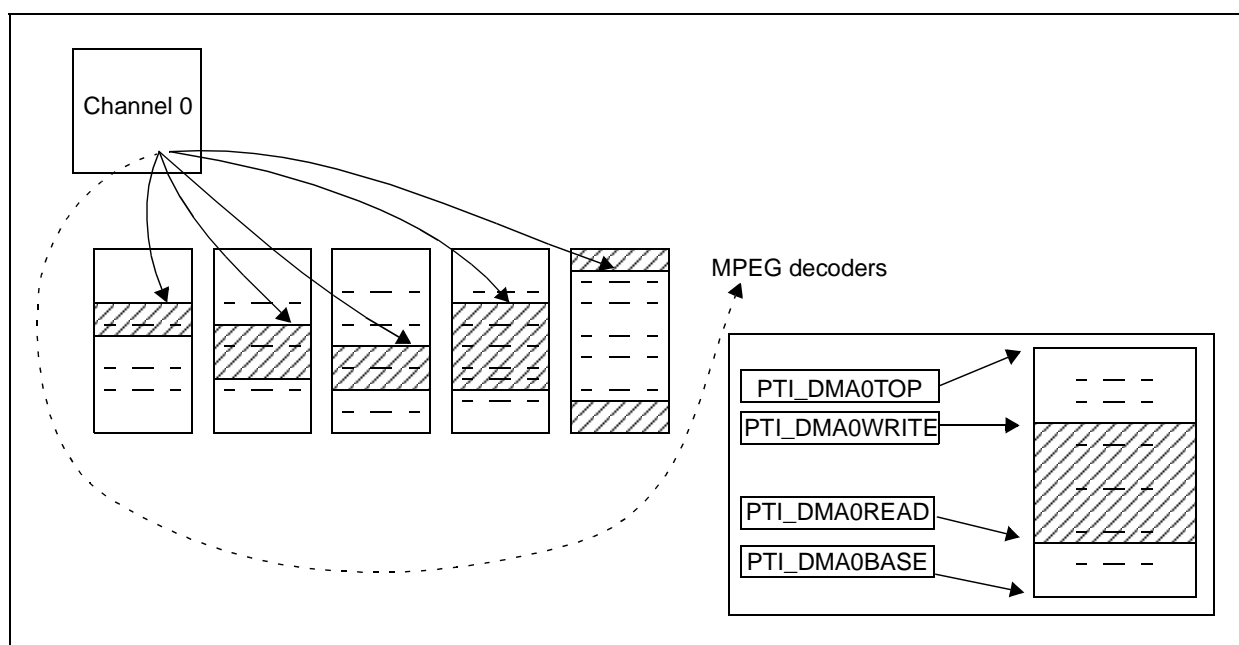 Channel 0
MPEG decoders
PTI_DMA0TOP
PTI_DMA0WRITE
PTI_DMA0READ
PTI_DMA0BASE